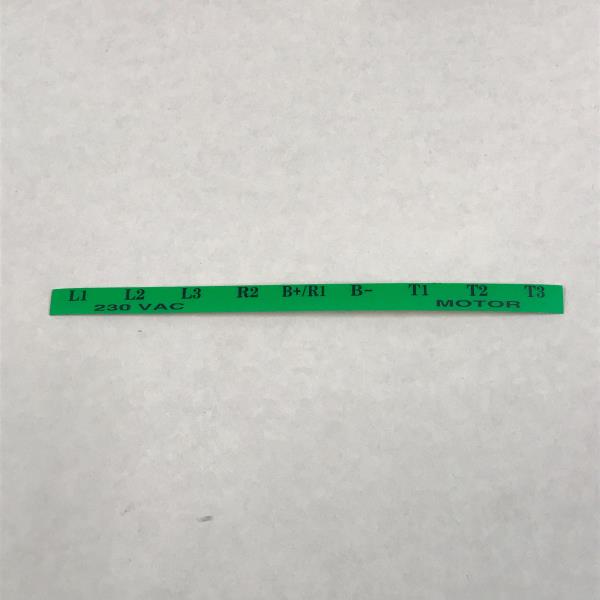 L1 L2 L3 R2 B+/R1 B- T1 T2 T3
230 VAC MOTOR